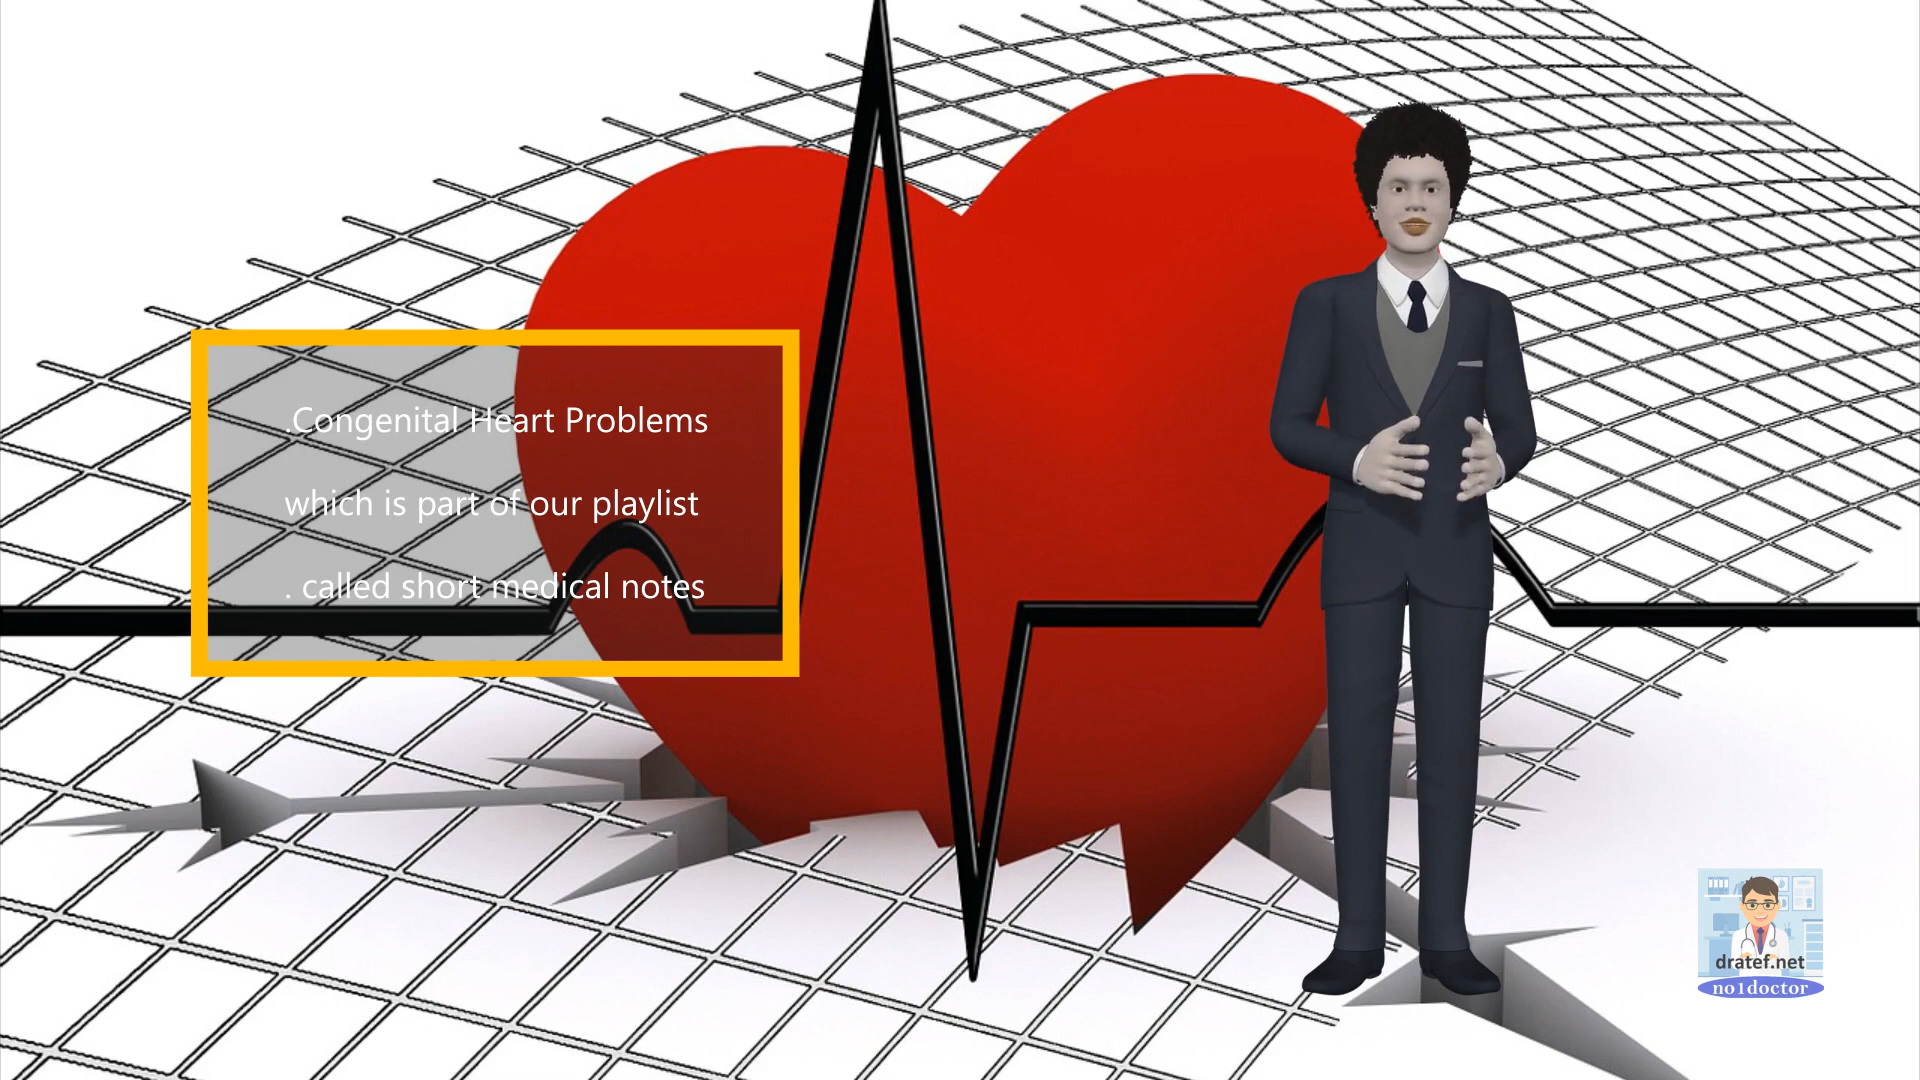 .Congenital Heart Problems
which is part of our playlist
. called short medical notes
dratef.net
no1doctor